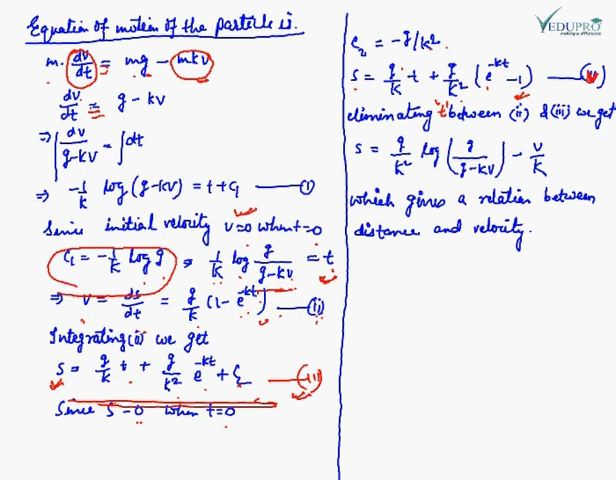 Equation of motion of the particle is.
m. dv/dt = mg - mkv
dv/dt = g - kv
⇒ ∫ dv/(g-kv) = ∫dt
⇒ -1/k log (g-kv) = t + C1 —— (i)
Since initial velocity v=0 when t=0
C1 = -1/k log g ⇒ 1/k log g/(g-kv) = t
⇒ v = ds/dt = g/k (1 - e^-kt) —— (ii)
Integrating (ii) we get
S = g/k t + g/k² e^-kt + C2 —— (iii)
Since S=0 when t=0
C2 = -g/k².
S = g/k t + g/k² (e^-kt - 1) —— (iv)
eliminating 't' between (ii) & (iii) we get
S = g/k² log (g/(g-kv)) - v/k
which gives a relation between
distance and velocity.
VEDUPRO